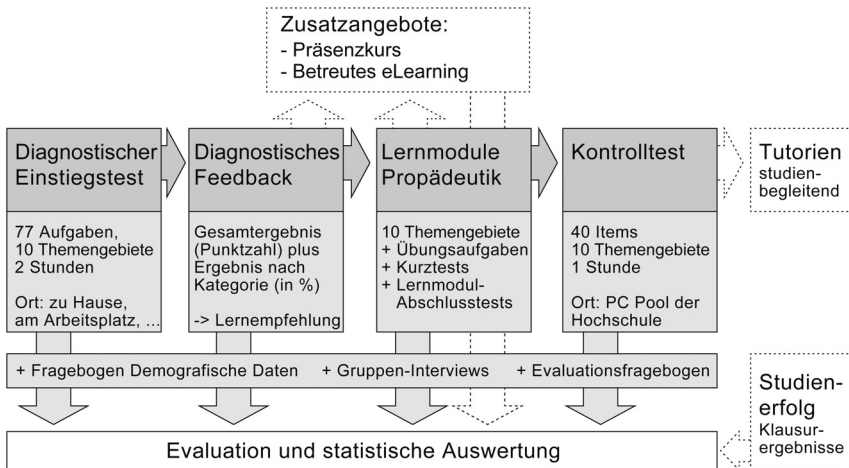 Zusatzangebote:
- Präsenzkurs
- Betreutes eLearning
Diagnostischer
Einstiegstest
77 Aufgaben,
10 Themengebiete
2 Stunden
Ort: zu Hause,
am Arbeitsplatz, ...
Diagnostisches
Feedback
Gesamtergebnis
(Punktzahl) plus
Ergebnis nach
Kategorie (in %)
-> Lernempfehlung
Lernmodule
Propädeutik
10 Themengebiete
+ Übungsaufgaben
+ Kurztests
+ Lernmodul-
Abschlusstests
Kontrolltest
40 Items
10 Themengebiete
1 Stunde
Ort: PC Pool der
Hochschule
Tutorien
studien-
begleitend
+ Fragebogen Demografische Daten + Gruppen-Interviews + Evaluationsfragebogen
Studien-
erfolg
Klausur-
ergebnisse
Evaluation und statistische Auswertung